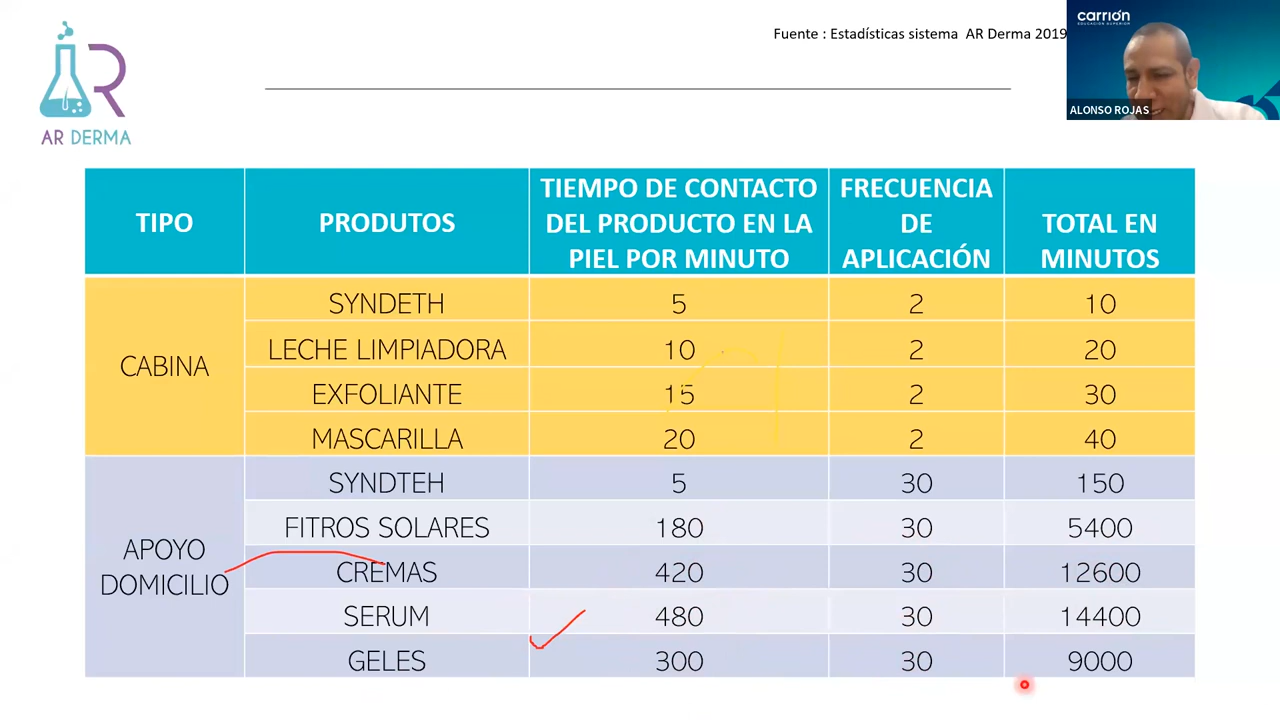 Fuente : Estadísticas sistema AR Derma 2019
carrión
EDUCACIÓN SUPERIOR
ALONSO ROJAS
AR DERMA
TIPO
PRODUTOS
TIEMPO DE CONTACTO
DEL PRODUCTO EN LA
PIEL POR MINUTO
FRECUENCIA
DE
APLICACIÓN
TOTAL EN
MINUTOS
CABINA
SYNDETH 5 2 10
LECHE LIMPIADORA 10 2 20
EXFOLIANTE 15 2 30
MASCARILLA 20 2 40
APOYO
DOMICILIO
SYNDTEH 5 30 150
FITROS SOLARES 180 30 5400
CREMAS 420 30 12600
SERUM 480 30 14400
GELES 300 30 9000